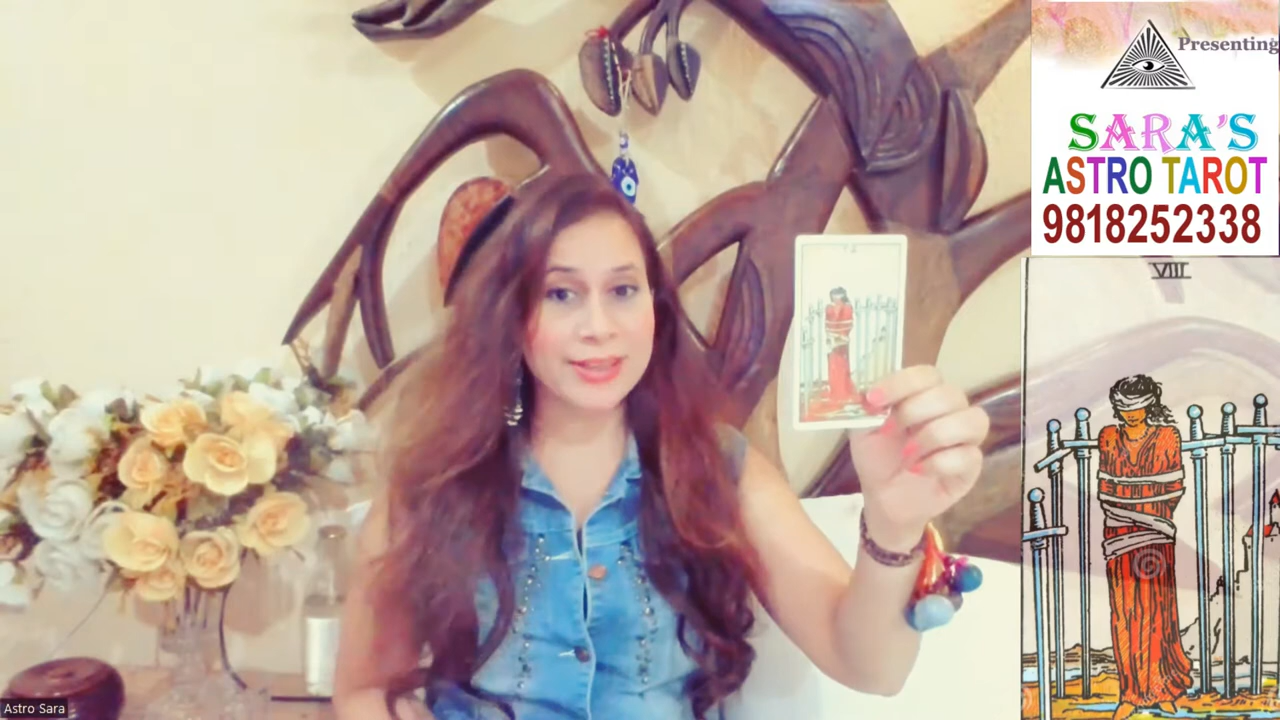 Presenting
SARA'S
ASTRO TAROT
9818252338
VIII
Astro Sara